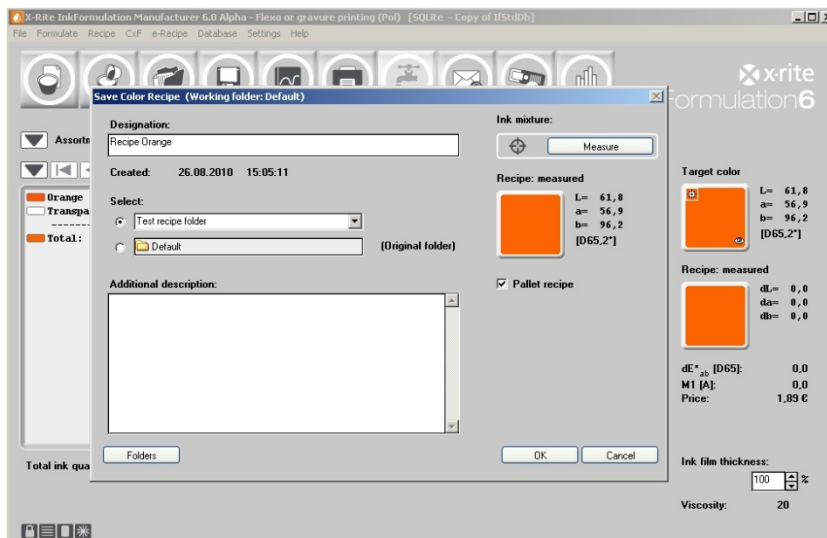 X-Rite InkFormulation Manufacturer 6.0 Alpha - Flexo or gravure printing (Pol) [SQLite - Copy of IfStdDb]
File Formulate Recipe CxF e-Recipe Database Settings Help
x·rite
Formulation6
Save Color Recipe (Working folder: Default)
Designation:
Recipe Orange
Created: 26.08.2010 15:05:11
Select:
Test recipe folder
Default (Original folder)
Additional description:
Folders
Ink mixture:
Measure
Recipe: measured
L= 61,8
a= 56,9
b= 96,2
[D65,2°]
Pallet recipe
OK Cancel
Assortm
Orange
Transpa
Total:
Total ink qua
Target color
L= 61,8
a= 56,9
b= 96,2
[D65,2°]
Recipe: measured
dL= 0,0
da= 0,0
db= 0,0
dE*ab [D65]: 0,0
M1 [A]: 0,0
Price: 1,89 €
Ink film thickness:
100 %
Viscosity: 20